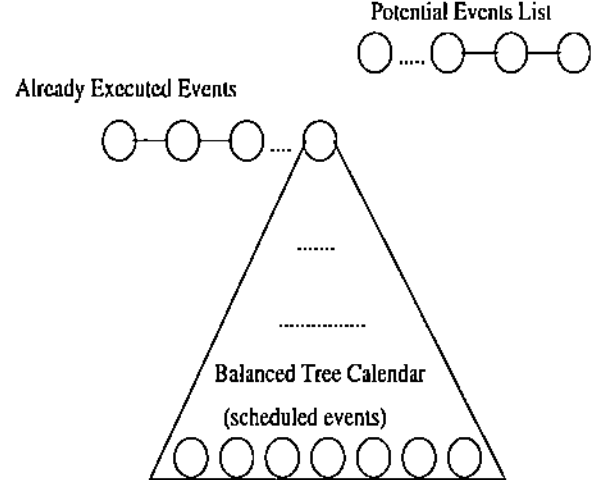 Potential Events List
Already Executed Events
Balanced Tree Calendar
(scheduled events)